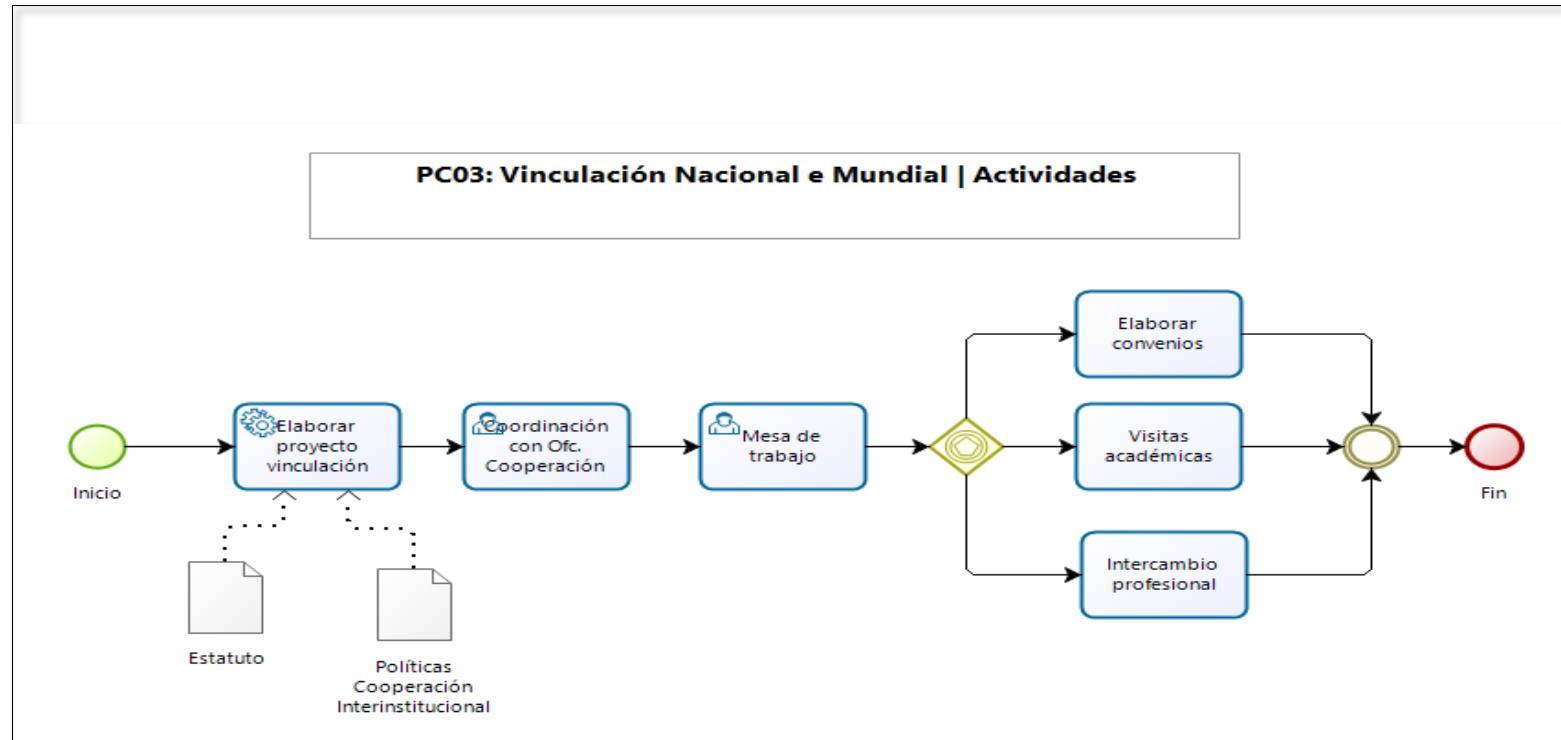 PC03: Vinculación Nacional e Mundial | Actividades
Inicio
Elaborar
proyecto
vinculación
Coordinación
con Ofc.
Cooperación
Mesa de
trabajo
Elaborar
convenios
Visitas
académicas
Intercambio
profesional
Fin
Estatuto
Políticas
Cooperación
Interinstitucional